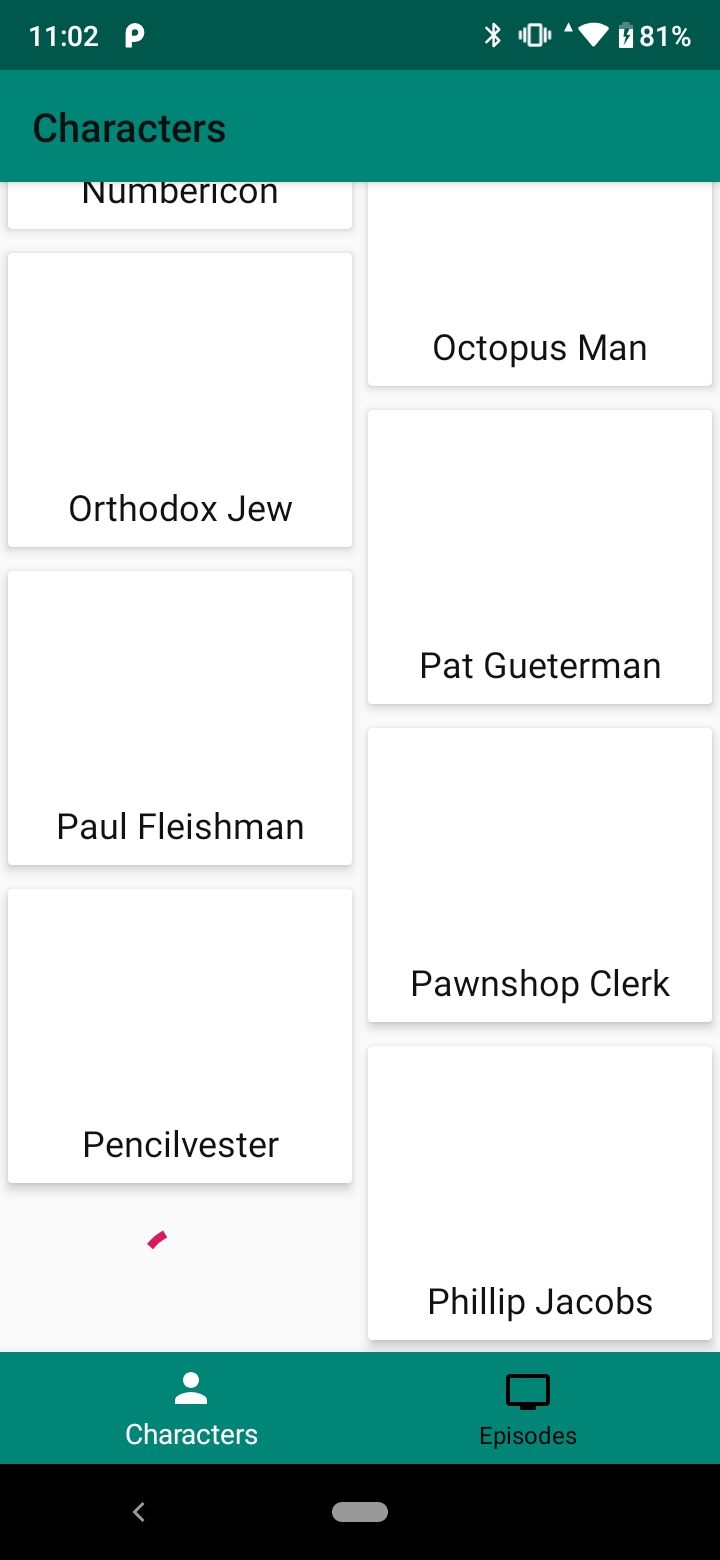 11:02
81%
Characters
Numbericon
Octopus Man
Orthodox Jew
Pat Gueterman
Paul Fleishman
Pawnshop Clerk
Pencilvester
Phillip Jacobs
Characters
Episodes